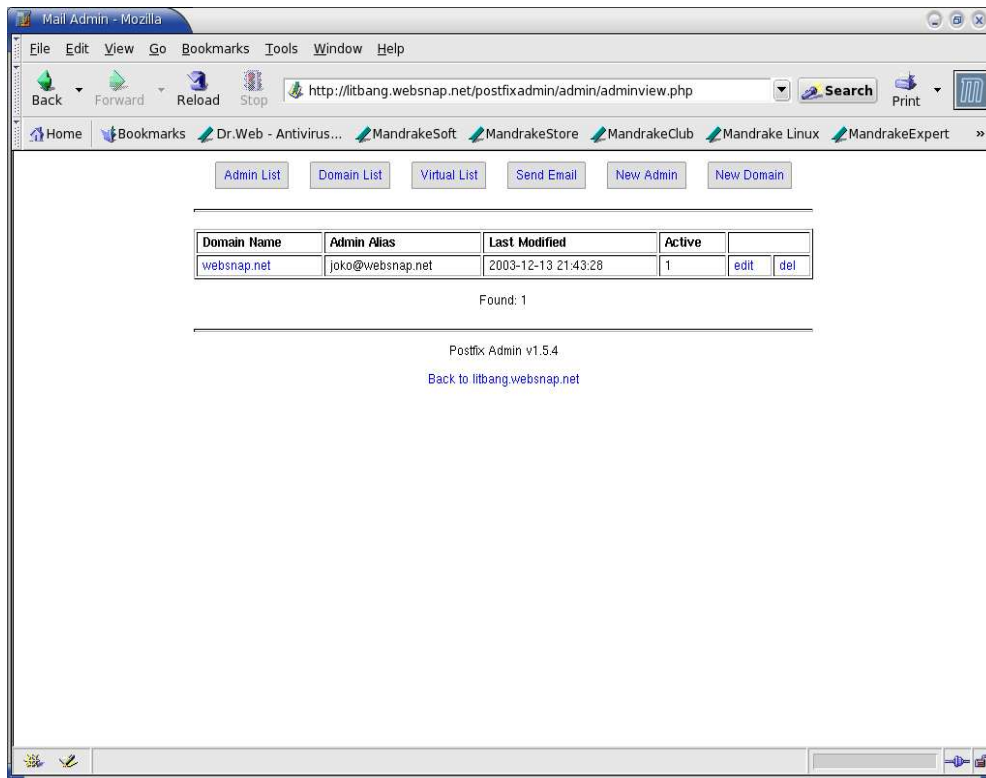 Mail Admin - Mozilla
File Edit View Go Bookmarks Tools Window Help
Back Forward Reload Stop http://litbang.websnap.net/postfixadmin/admin/adminview.php Search Print
Home Bookmarks Dr.Web - Antivirus... MandrakeSoft MandrakeStore MandrakeClub Mandrake Linux MandrakeExpert »
Admin List Domain List Virtual List Send Email New Admin New Domain
Domain Name Admin Alias Last Modified Active
websnap.net joko@websnap.net 2003-12-13 21:43:28 1 edit del
Found: 1
Postfix Admin v1.5.4
Back to litbang.websnap.net